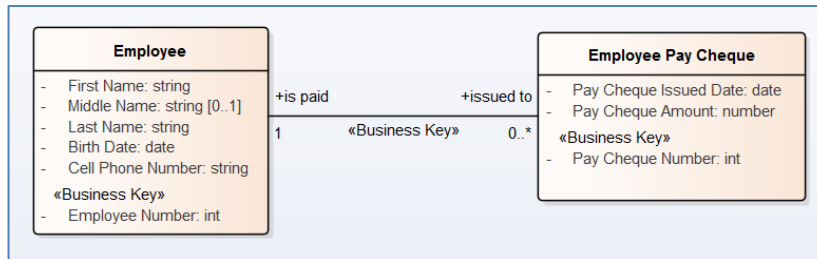 Employee
- First Name: string
- Middle Name: string [0..1]
- Last Name: string
- Birth Date: date
- Cell Phone Number: string
«Business Key»
- Employee Number: int
+is paid
+issued to
1
«Business Key»
0..*
Employee Pay Cheque
- Pay Cheque Issued Date: date
- Pay Cheque Amount: number
«Business Key»
- Pay Cheque Number: int